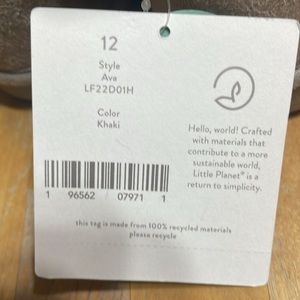 12
Style
Ava
LF22D01H
Color
Khaki
Hello, world! Crafted
with materials that
contribute to a more
sustainable world,
Little Planet® is a
return to simplicity.
1 96562 07971 1
this tag is made from 100% recycled materials
please recycle